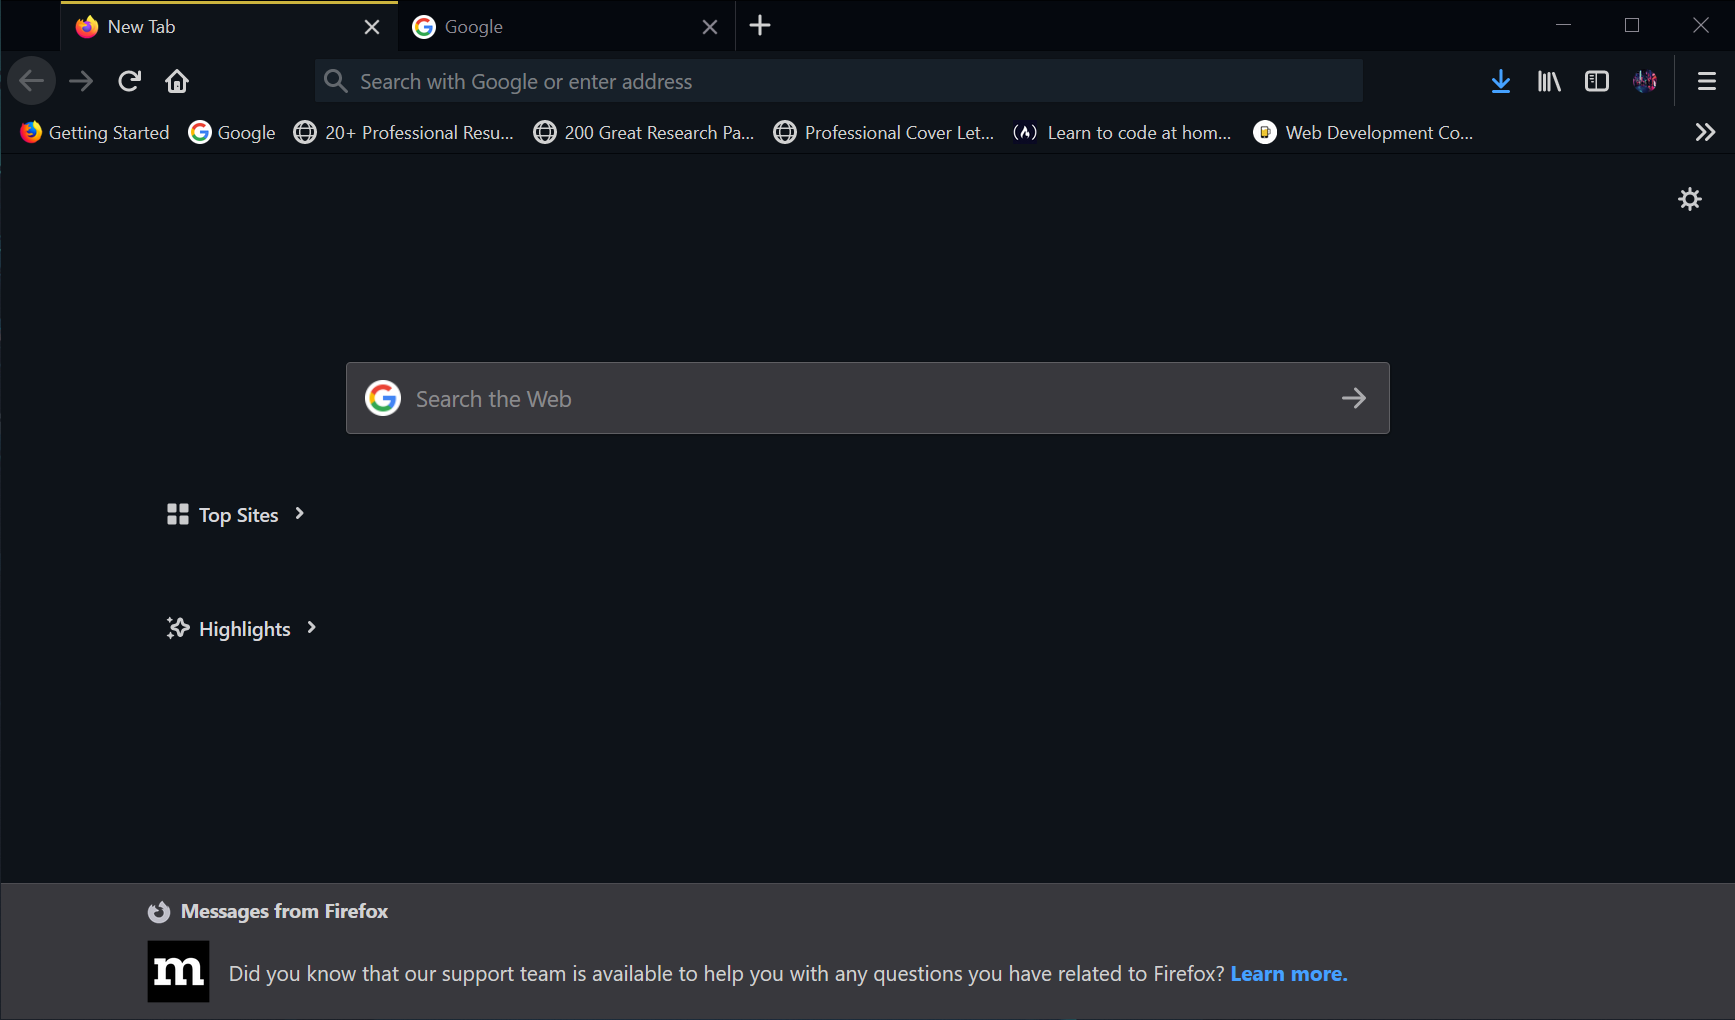 New Tab
Google
Search with Google or enter address
Getting Started Google 20+ Professional Resu... 200 Great Research Pa... Professional Cover Let... Learn to code at hom... Web Development Co...
Search the Web
Top Sites
Highlights
Messages from Firefox
m
Did you know that our support team is available to help you with any questions you have related to Firefox? Learn more.